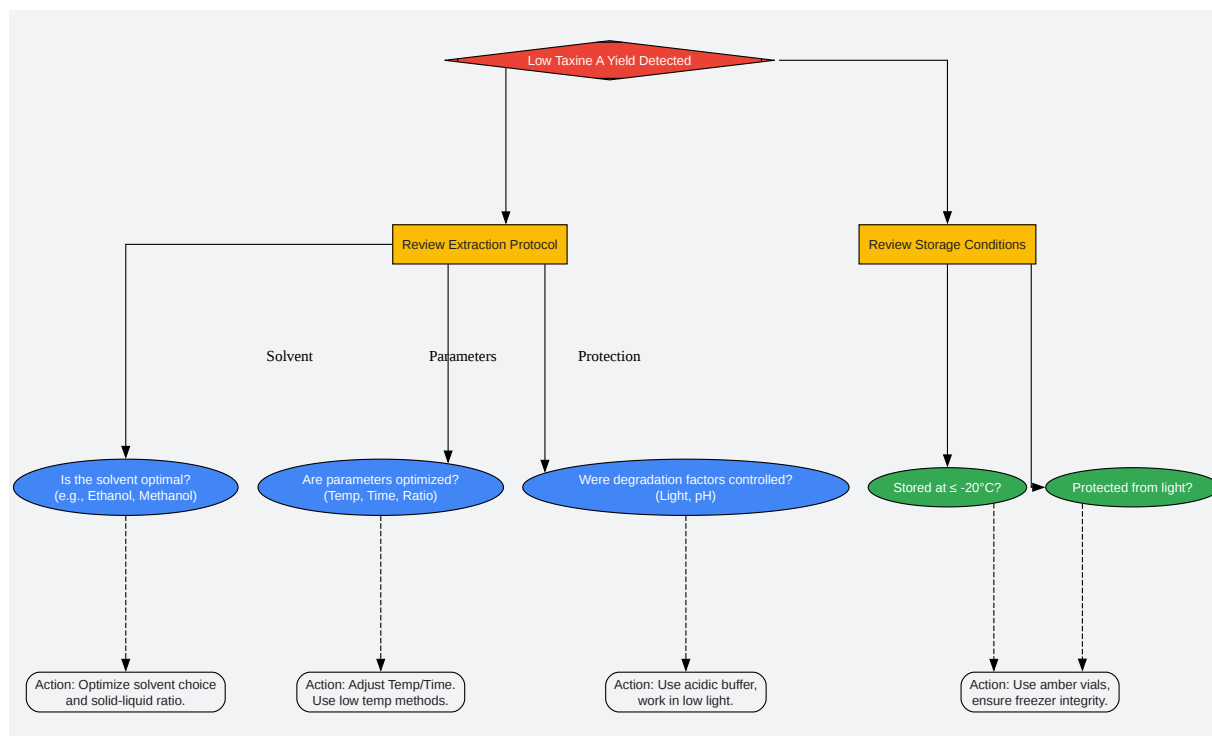 Low Taxine A Yield Detected
Review Extraction Protocol
Review Storage Conditions
Solvent
Parameters
Protection
Is the solvent optimal?
(e.g., Ethanol, Methanol)
Are parameters optimized?
(Temp, Time, Ratio)
Were degradation factors controlled?
(Light, pH)
Stored at ≤ -20°C?
Protected from light?
Action: Optimize solvent choice
and solid-liquid ratio.
Action: Adjust Temp/Time.
Use low temp methods.
Action: Use acidic buffer,
work in low light.
Action: Use amber vials,
ensure freezer integrity.